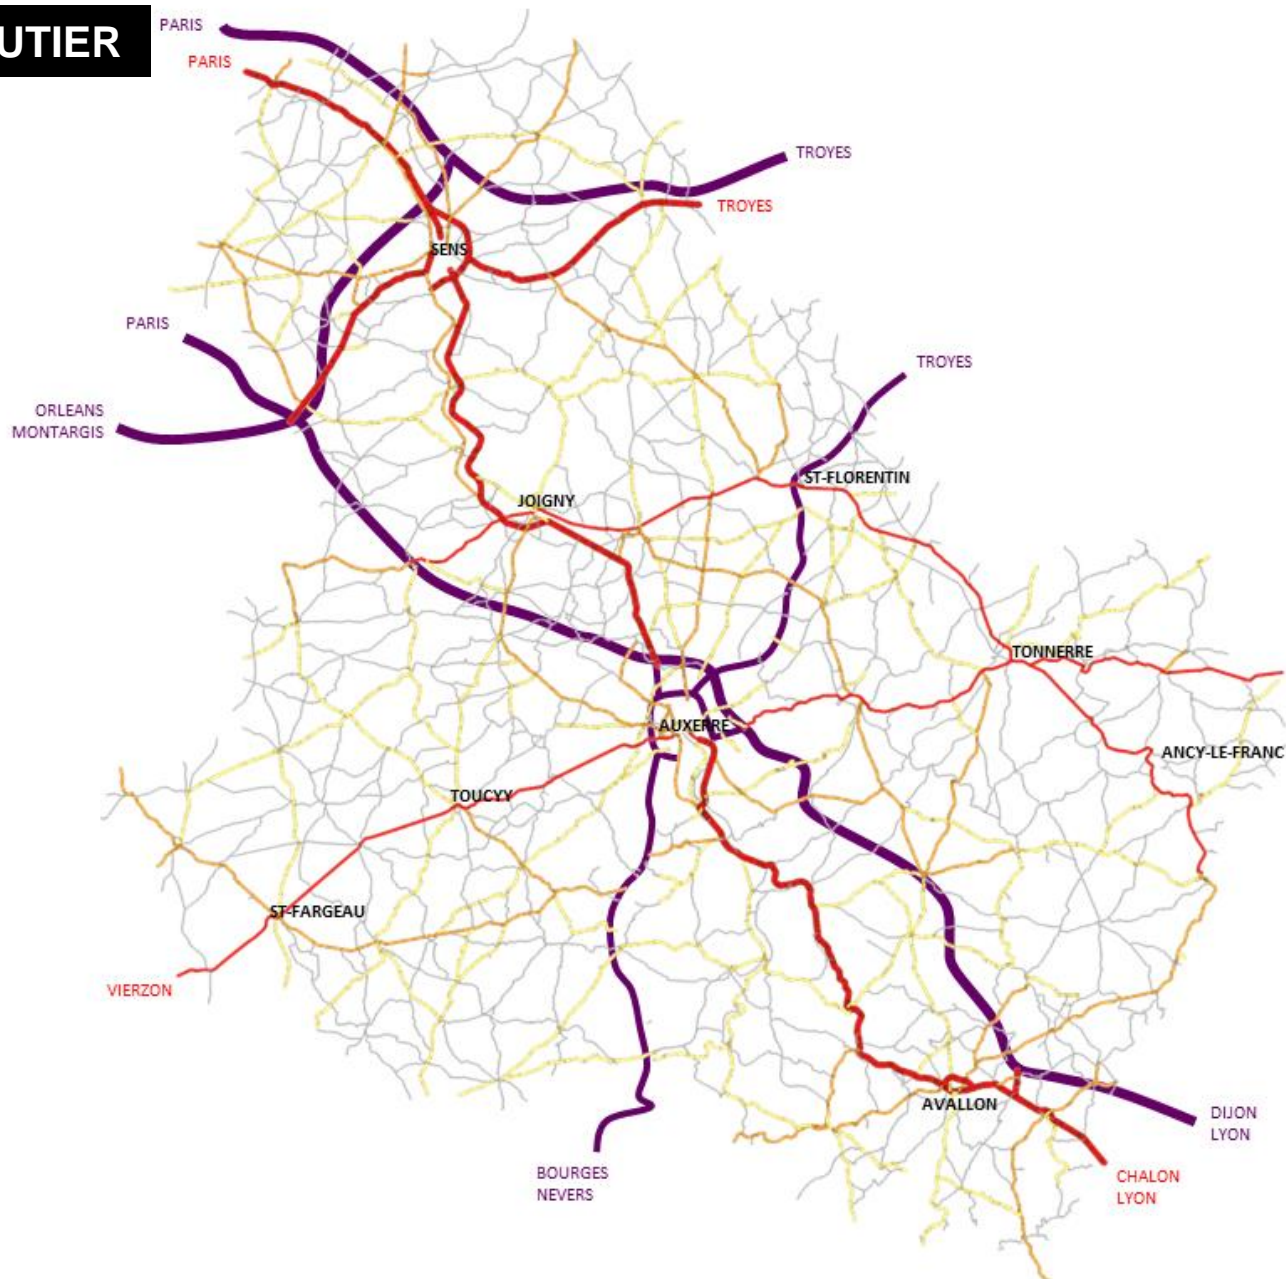 UTIER
PARIS
PARIS
TROYES
TROYES
SENS
PARIS
TROYES
ORLEANS
MONTARGIS
ST-FLORENTIN
JOIGNY
TONNERRE
AUXERRE
ANCY-LE-FRANC
TOUCYY
ST-FARGEAU
VIERZON
AVALLON
DIJON
LYON
BOURGES
NEVERS
CHALON
LYON